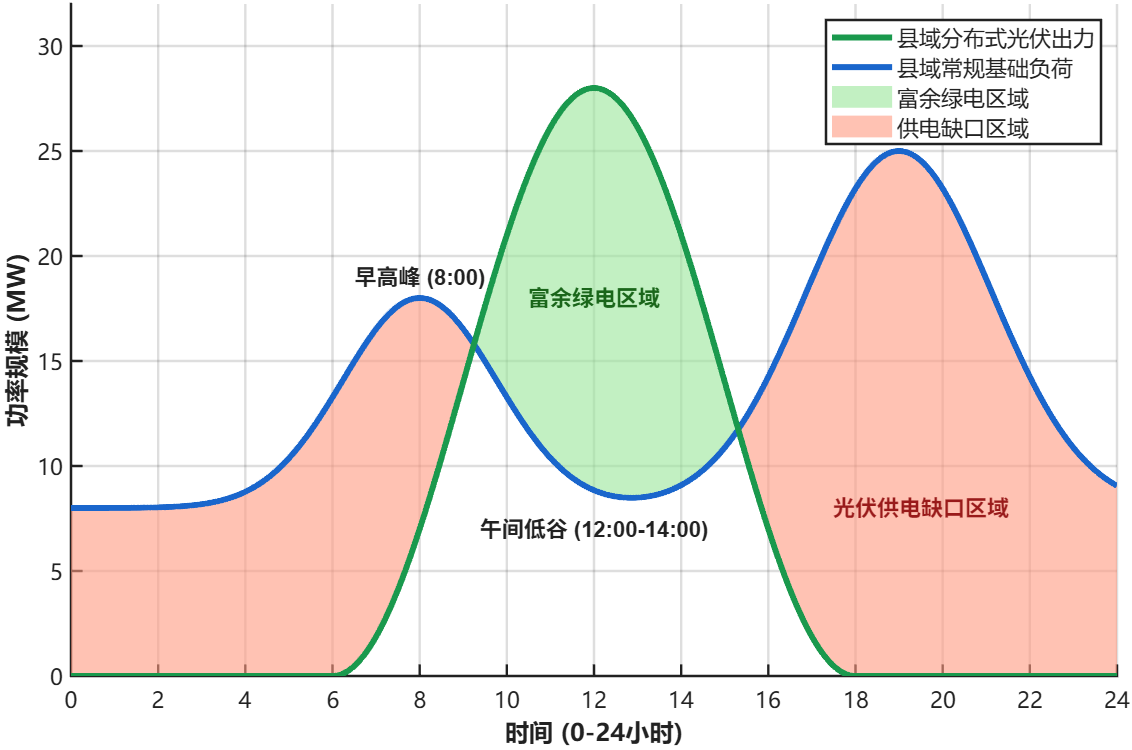 县域分布式光伏出力
县域常规基础负荷
富余绿电区域
供电缺口区域
功率规模 (MW)
30
25
20
15
10
5
0
早高峰 (8:00)
富余绿电区域
午间低谷 (12:00-14:00)
光伏供电缺口区域
0 2 4 6 8 10 12 14 16 18 20 22 24
时间 (0-24小时)